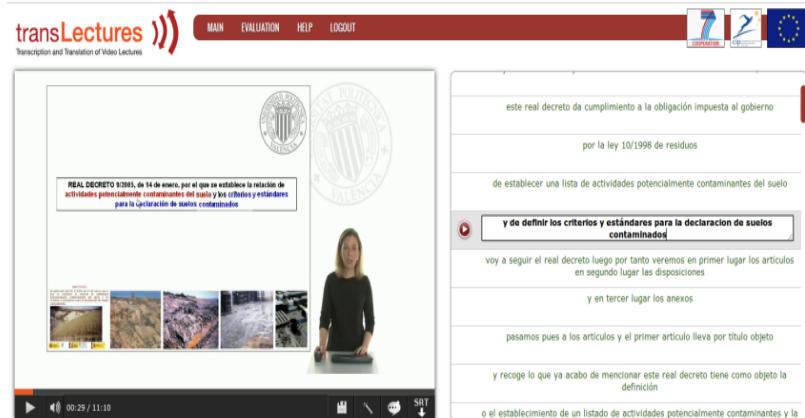 transLectures
Transcription and Translation of Video Lectures
MAIN EVALUATION HELP LOGOUT
COOPERATION
REAL DECRETO 9/2005, de 14 de enero, por el que se establece la relación de
actividades potencialmente contaminantes del suelo y los criterios y estándares
para la declaración de suelos contaminados
00:29 / 11:10
SRT
este real decreto da cumplimiento a la obligación impuesta al gobierno
por la ley 10/1998 de residuos
de establecer una lista de actividades potencialmente contaminantes del suelo
y de definir los criterios y estándares para la declaracion de suelos
contaminados
voy a seguir el real decreto luego por tanto veremos en primer lugar los artículos
en segundo lugar las disposiciones
y en tercer lugar los anexos
pasamos pues a los artículos y el primer artículo lleva por título objeto
y recoge lo que ya acabo de mencionar este real decreto tiene como objeto la
definición
o el establecimiento de un listado de actividades potencialmente contaminantes y la